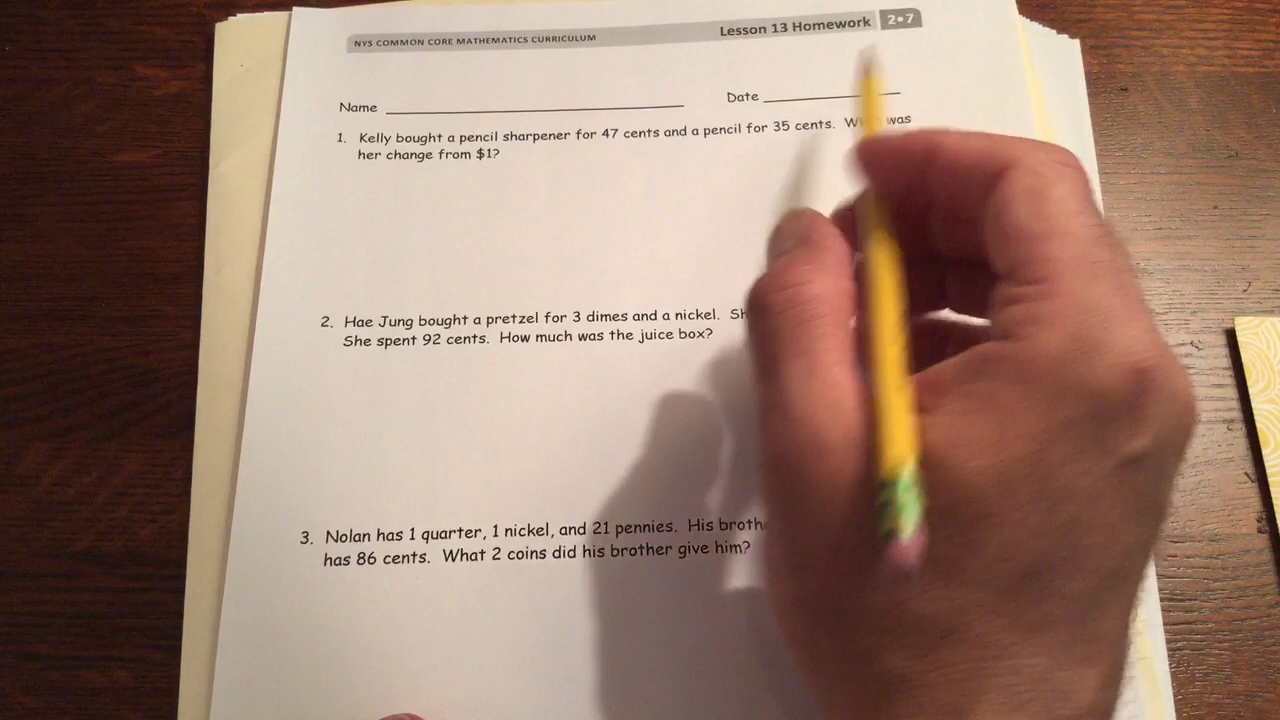 NYS COMMON CORE MATHEMATICS CURRICULUM Lesson 13 Homework 2•7
Name Date
1. Kelly bought a pencil sharpener for 47 cents and a pencil for 35 cents. was
her change from $1?
2. Hae Jung bought a pretzel for 3 dimes and a nickel.
She spent 92 cents. How much was the juice box?
3. Nolan has 1 quarter, 1 nickel, and 21 pennies. His
has 86 cents. What 2 coins did his brother give him?